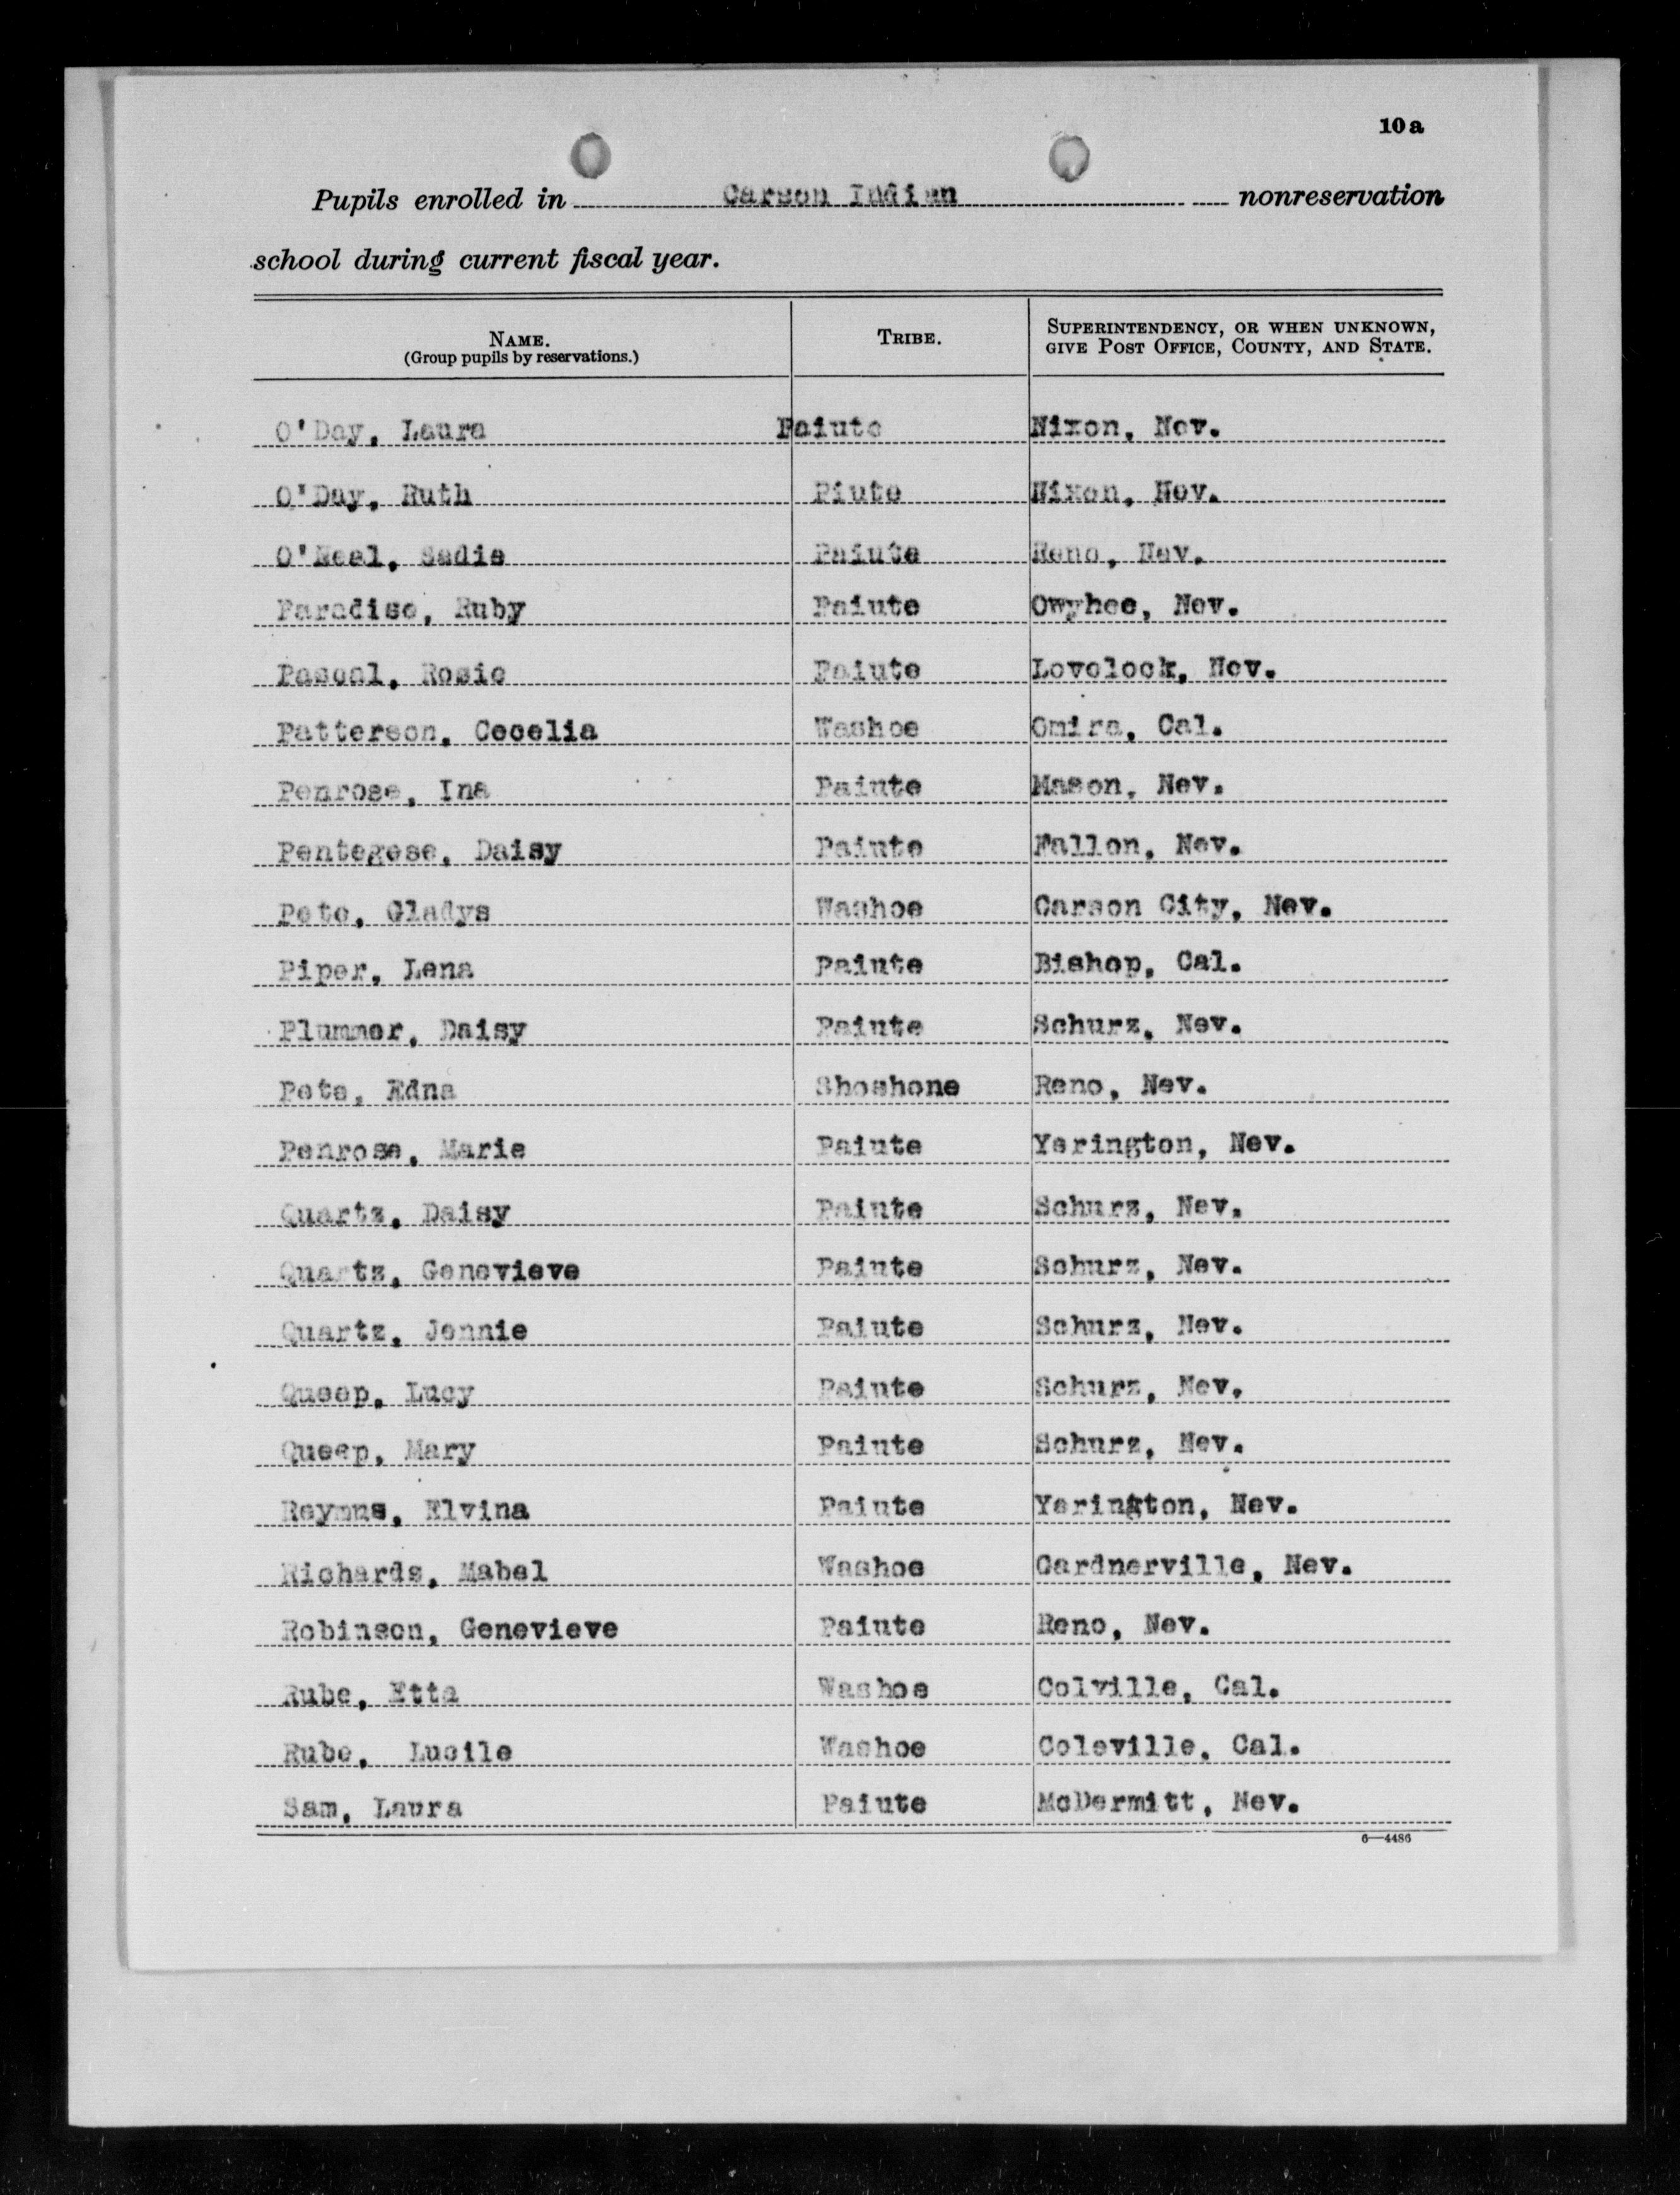 10 a
Pupils enrolled in Carson Indian nonreservation
school during current fiscal year.
NAME. TRIBE. SUPERINTENDENCY, OR WHEN UNKNOWN,
(Group pupils by reservations.) GIVE POST OFFICE, COUNTY, AND STATE.
O'Day, Laura Paiute Nixon, Nev.
O'Day, Ruth Piute Nixon, Nev.
O'Neal, Sadie Paiute Reno, Nev.
Paradise, Ruby Paiute Owyhee, Nev.
Pascal, Rosie Paiute Lovelock, Nev.
Patterson, Cecelia Washoe Omira, Cal.
Penrose, Ina Paiute Mason, Nev.
Pentegese, Daisy Paiute Fallon, Nev.
Pete, Gladys Washoe Carson City, Nev.
Piper, Lena Paiute Bishop, Cal.
Plummer, Daisy Paiute Schurz, Nev.
Pete, Edna Shoshone Reno, Nev.
Penrose, Marie Paiute Yerington, Nev.
Quartz, Daisy Paiute Schurz, Nev.
Quartz, Genevieve Paiute Schurz, Nev.
Quartz, Jennie Paiute Schurz, Nev.
Queep, Lucy Paiute Schurz, Nev.
Queep, Mary Paiute Schurz, Nev.
Reymus, Elvina Paiute Yerington, Nev.
Richards, Mabel Washoe Gardnerville, Nev.
Robinson, Genevieve Paiute Reno, Nev.
Rube, Etta Washoe Colville, Cal.
Rube, Lucile Washoe Coleville, Cal.
Sam, Laura Paiute McDermitt, Nev.
6—4486